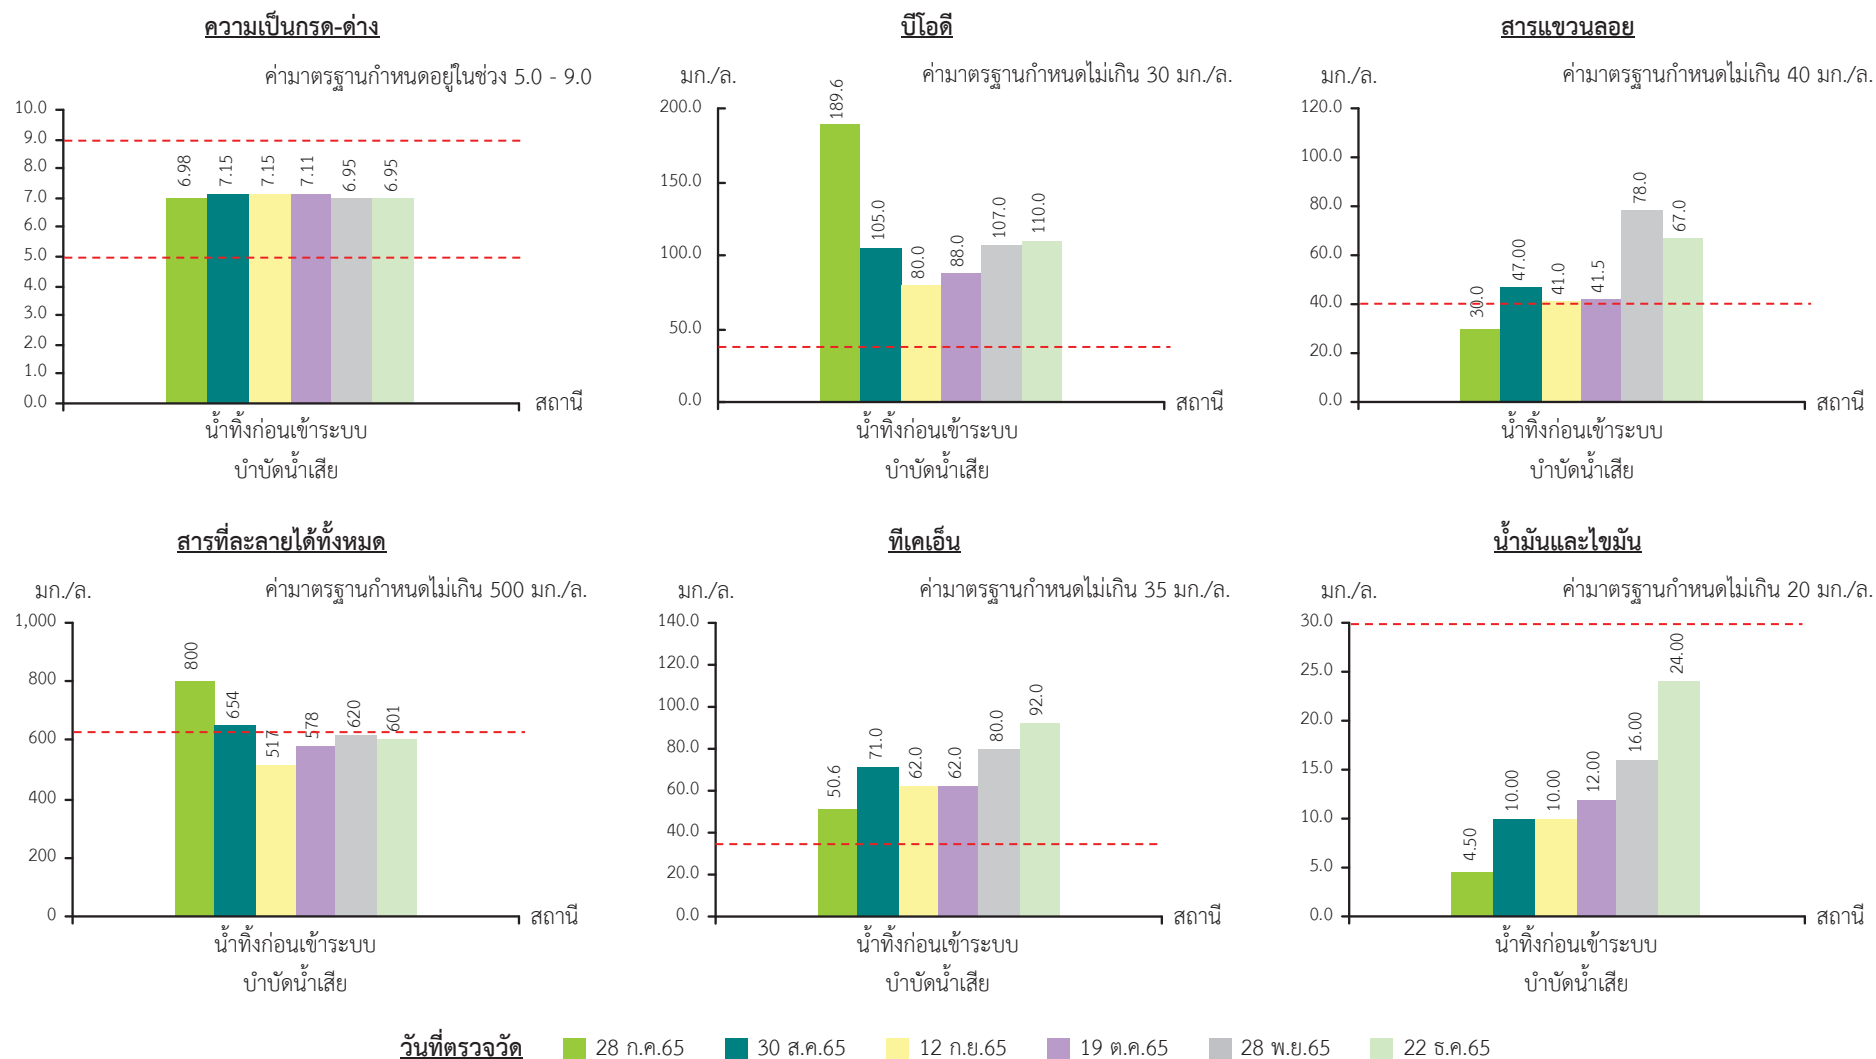 ความเป็นกรด-ด่าง
ค่ามาตรฐานกำหนดอยู่ในช่วง 5.0 - 9.0
10.0
9.0
8.0
7.0
6.0
5.0
4.0
3.0
2.0
1.0
0.0
6.98
7.15
7.15
7.11
6.95
6.95
สถานี
น้ำทิ้งก่อนเข้าระบบ
บำบัดน้ำเสีย
บีโอดี
มก./ล.
ค่ามาตรฐานกำหนดไม่เกิน 30 มก./ล.
200.0
150.0
100.0
50.0
0.0
189.6
105.0
80.0
88.0
107.0
110.0
สถานี
น้ำทิ้งก่อนเข้าระบบ
บำบัดน้ำเสีย
สารแขวนลอย
มก./ล.
ค่ามาตรฐานกำหนดไม่เกิน 40 มก./ล.
120.0
100.0
80.0
60.0
40.0
20.0
0.0
30.0
47.00
41.0
41.5
78.0
67.0
สถานี
น้ำทิ้งก่อนเข้าระบบ
บำบัดน้ำเสีย
สารที่ละลายได้ทั้งหมด
มก./ล.
ค่ามาตรฐานกำหนดไม่เกิน 500 มก./ล.
1,000
800
600
400
200
0
800
654
517
578
620
601
สถานี
น้ำทิ้งก่อนเข้าระบบ
บำบัดน้ำเสีย
ทีเคเอ็น
มก./ล.
ค่ามาตรฐานกำหนดไม่เกิน 35 มก./ล.
140.0
120.0
100.0
80.0
60.0
40.0
20.0
0.0
50.6
71.0
62.0
62.0
80.0
92.0
สถานี
น้ำทิ้งก่อนเข้าระบบ
บำบัดน้ำเสีย
น้ำมันและไขมัน
มก./ล.
ค่ามาตรฐานกำหนดไม่เกิน 20 มก./ล.
30.0
25.0
20.0
15.0
10.0
5.0
0.0
4.50
10.00
10.00
12.00
16.00
24.00
สถานี
น้ำทิ้งก่อนเข้าระบบ
บำบัดน้ำเสีย
วันที่ตรวจวัด 28 ก.ค.65 30 ส.ค.65 12 ก.ย.65 19 ต.ค.65 28 พ.ย.65 22 ธ.ค.65